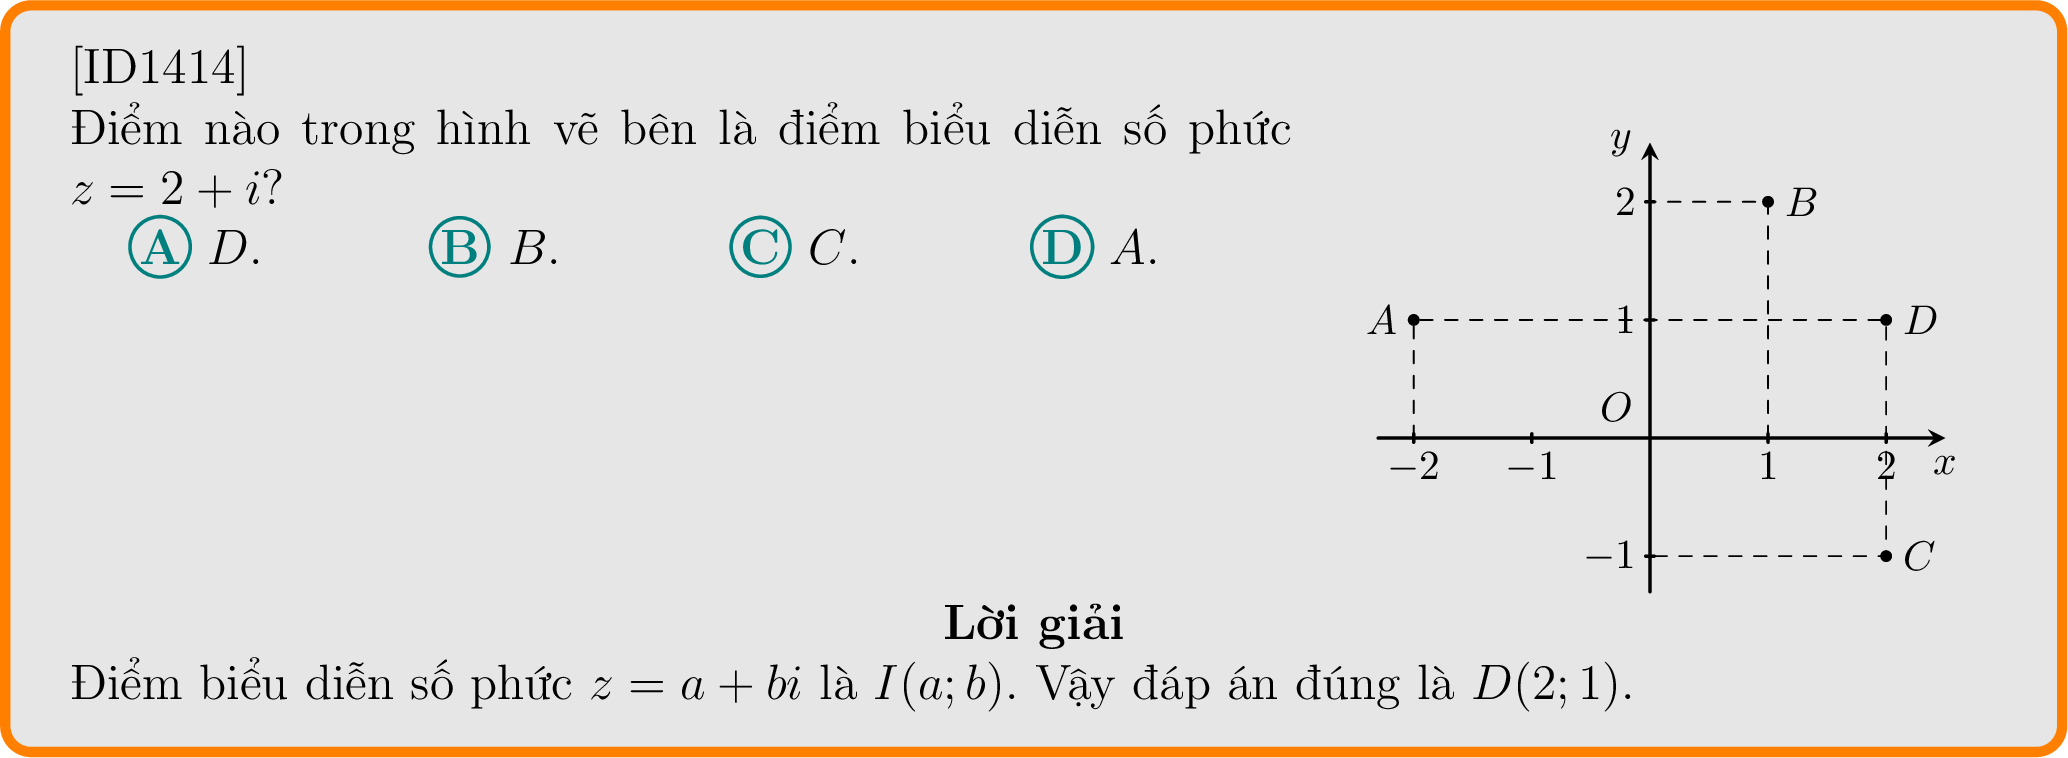 [ID1414]
Điểm nào trong hình vẽ bên là điểm biểu diễn số phức
z = 2 + i?
A D. B B. C C. D A.
y
2 B
A 1 D
O
−2 −1 1 2 x
−1 C
Lời giải
Điểm biểu diễn số phức z = a + bi là I(a; b). Vậy đáp án đúng là D(2; 1).